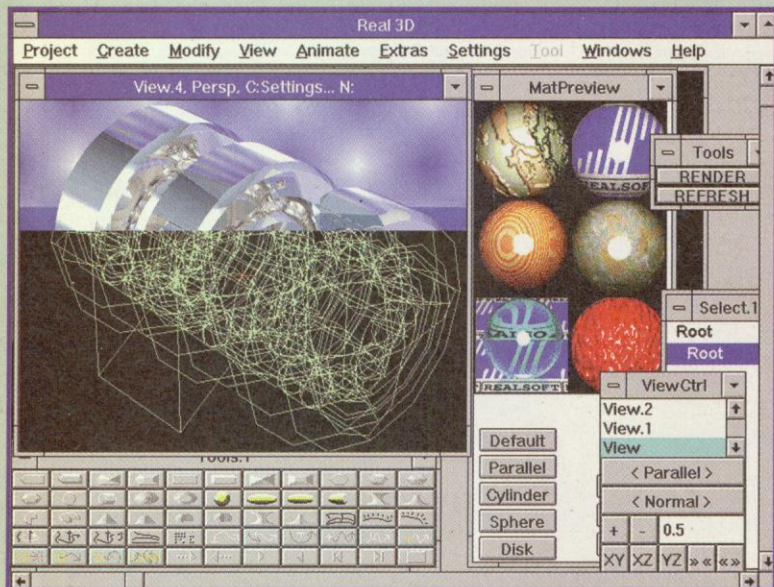 Real 3D
Project Create Modify View Animate Extras Settings Tool Windows Help
View.4, Persp, C:Settings... N:
MatPreview
REALSOFT
Tools
RENDER
REFRESH
REALSOFT
Select.1
Root
Root
ViewCtrl
View.2
View.1
View
< Parallel >
< Normal >
+ - 0.5
XY XZ YZ » « « »
Default
Parallel
Cylinder
Sphere
Disk
Tools.1